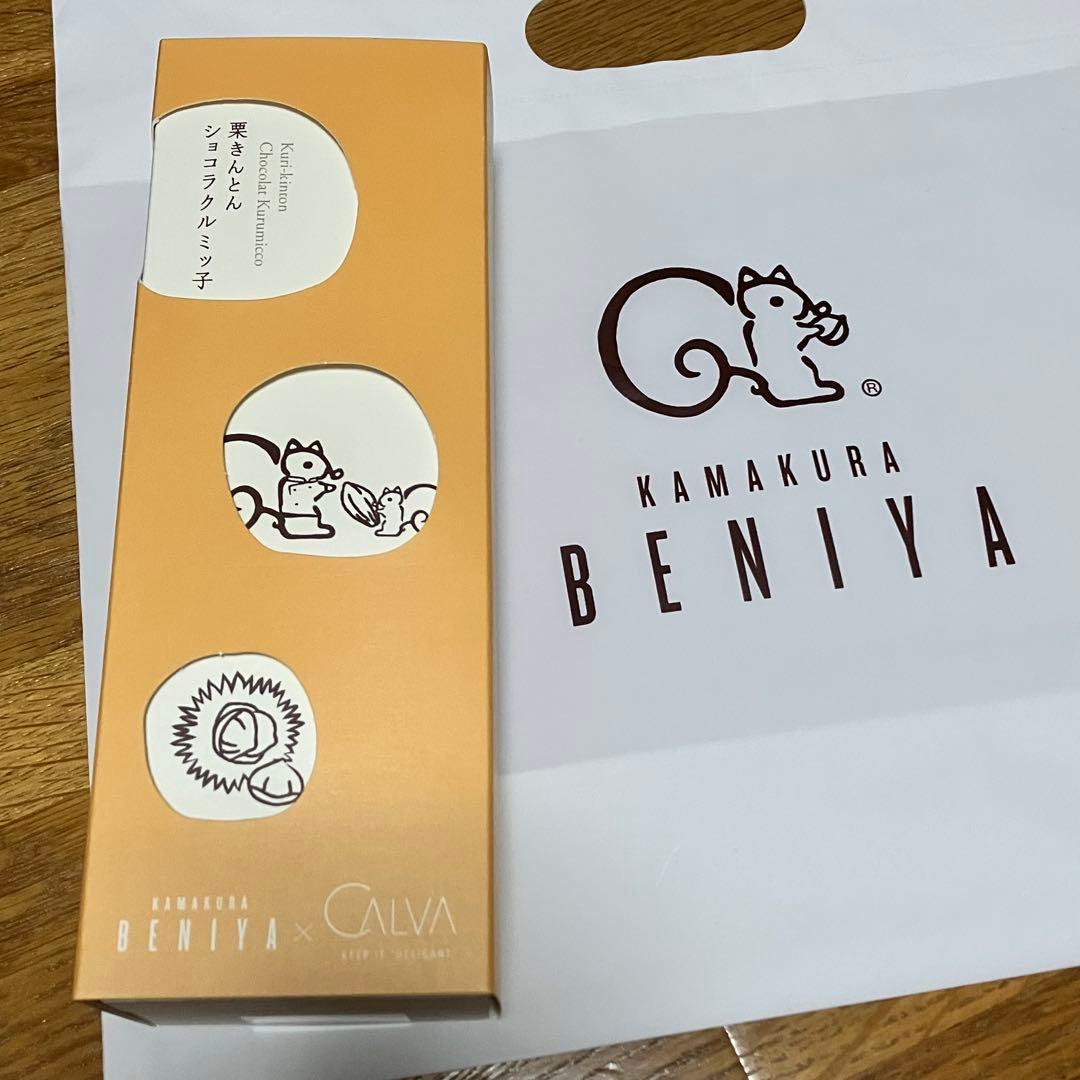 栗きんとん
ショコラクルミッ子
Kuri-kinton
Chocolat Kurumicco
KAMAKURA
BENIYA
×
CALVA
KEEP IT "DELIGANT"
®
KAMAKURA
BENIYA